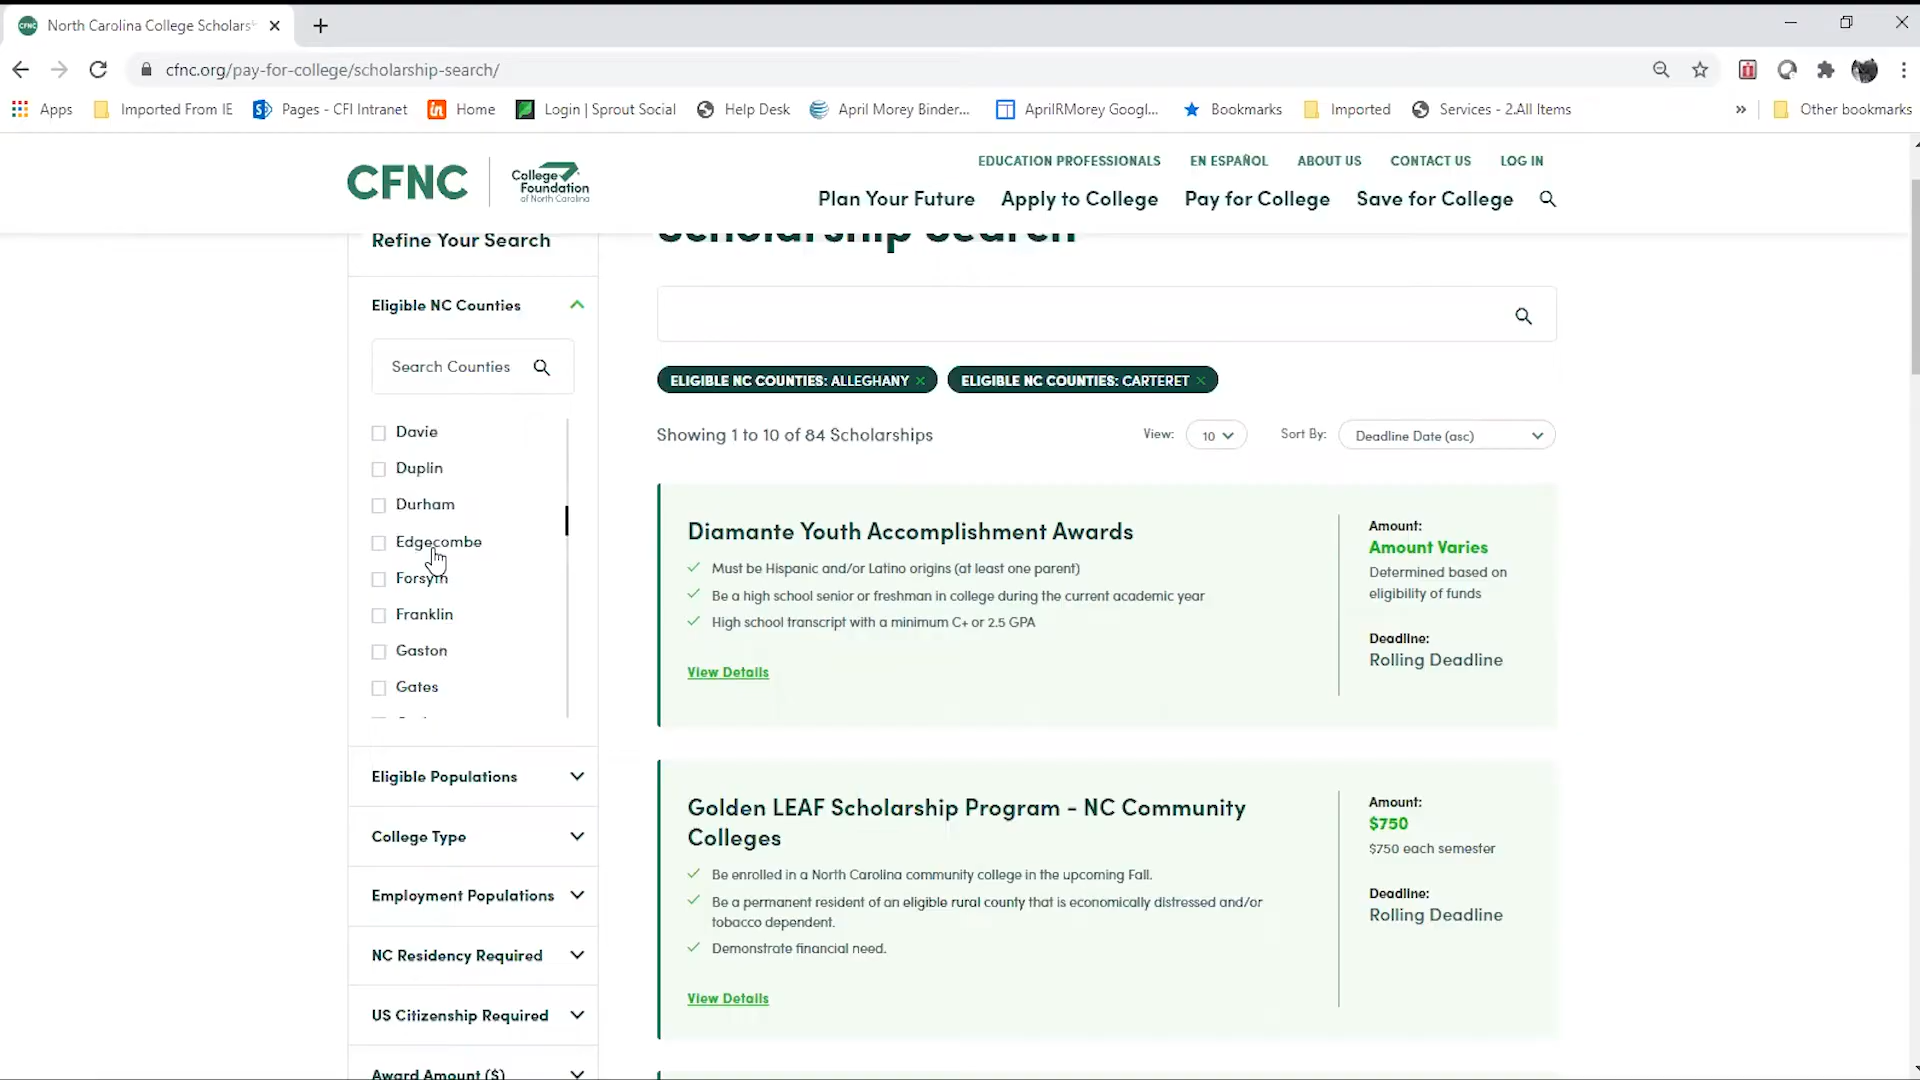 North Carolina College Scholars
cfnc.org/pay-for-college/scholarship-search/
Apps
Imported From IE
Pages - CFI Intranet
Home
Login | Sprout Social
Help Desk
April Morey Binder...
AprilRMorey Googl...
Bookmarks
Imported
Services - 2.All Items
»
Other bookmarks
CFNC
College
Foundation
of North Carolina
EDUCATION PROFESSIONALS
EN ESPAÑOL
ABOUT US
CONTACT US
LOG IN
Plan Your Future
Apply to College
Pay for College
Save for College
Refine Your Search
Scholarship Search
Eligible NC Counties
Search Counties
Davie
Duplin
Durham
Edgecombe
Forsyth
Franklin
Gaston
Gates
Eligible Populations
College Type
Employment Populations
NC Residency Required
US Citizenship Required
Award Amount ($)
ELIGIBLE NC COUNTIES: ALLEGHANY ×
ELIGIBLE NC COUNTIES: CARTERET ×
Showing 1 to 10 of 84 Scholarships
View:
10
Sort By:
Deadline Date (asc)
Diamante Youth Accomplishment Awards
Must be Hispanic and/or Latino origins (at least one parent)
Be a high school senior or freshman in college during the current academic year
High school transcript with a minimum C+ or 2.5 GPA
View Details
Amount:
Amount Varies
Determined based on
eligibility of funds
Deadline:
Rolling Deadline
Golden LEAF Scholarship Program - NC Community
Colleges
Be enrolled in a North Carolina community college in the upcoming Fall.
Be a permanent resident of an eligible rural county that is economically distressed and/or
tobacco dependent.
Demonstrate financial need.
View Details
Amount:
$750
$750 each semester
Deadline:
Rolling Deadline